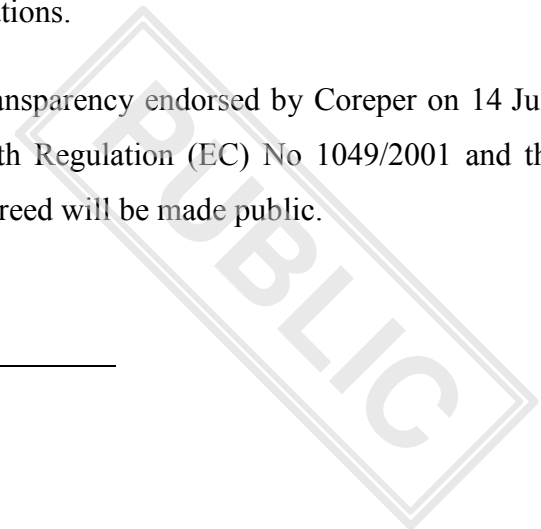 ansparency endorsed by Coreper on 14 Ju
th Regulation (EC) No 1049/2001 and th
reed will be made public.
PUBLIC